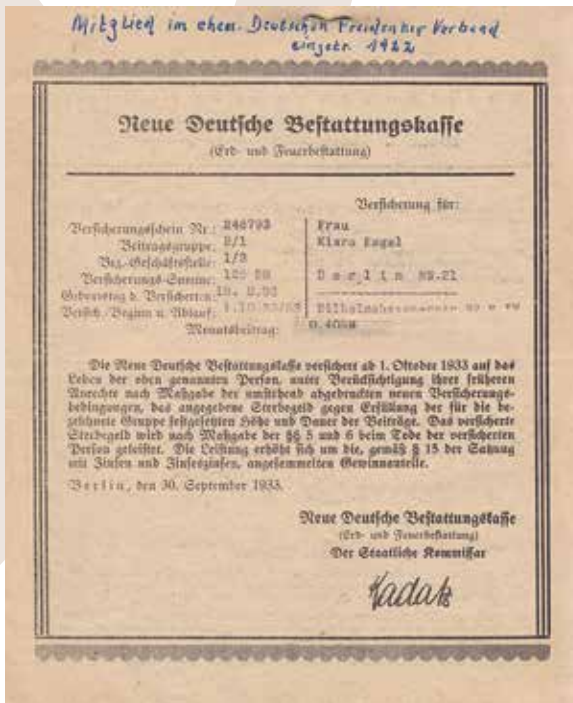 Mitglied im ehem. Deutschen Freidenker Verband
eingetr. 1922
Neue Deutsche Bestattungskasse
(Erd- und Feuerbestattung)
Versicherung für:
Versicherungsschein Nr.: 246793
Frau
Beitragsgruppe: B/1
Klara Kagel
Bez.-Geschäftsstelle: 1/3
Versicherungs-Summe:
Berlin NW.21
Geburtstag d. Versicherten:
Versich.-Beginn u. Ablauf:
Monatsbeitrag: 0.40RM
Die Neue Deutsche Bestattungskasse versichert ab 1. Oktober 1933 auf das
Leben der oben genannten Person, unter Berücksichtigung ihrer früheren
Anrechte nach Maßgabe der umstehend abgedruckten neuen Versicherungs-
bedingungen, das angegebene Sterbegeld gegen Erfüllung der für die be-
zeichnete Gruppe festgesetzten Höhe und Dauer der Beiträge. Das versicherte
Sterbegeld wird nach Maßgabe der §§ 5 und 6 beim Tode der versicherten
Person geleistet. Die Leistung erhöht sich um die, gemäß § 15 der Satzung
mit Zinsen und Zinseszinsen, angesammelten Gewinnanteile.
Berlin, den 30. September 1933.
Neue Deutsche Bestattungskasse
(Erd- und Feuerbestattung)
Der Staatliche Kommissar
Kadatz